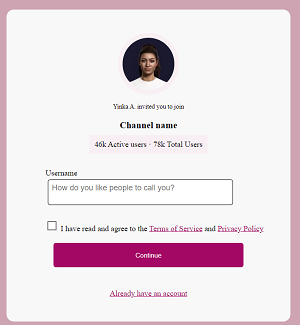 Yinka A. invited you to join
Channel name
46k Active users - 78k Total Users
Username
How do you like people to call you?
I have read and agree to the Terms of Service and Privacy Policy
Continue
Already have an account